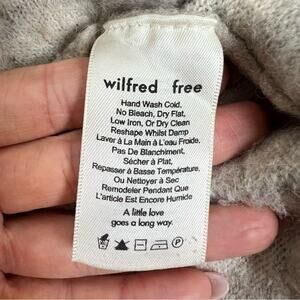 wilfred free
Hand Wash Cold,
No Bleach, Dry Flat,
Low Iron, Or Dry Clean
Reshape Whilst Damp
Laver à La Main à L'eau Froide,
Pas De Blanchiment,
Sécher à Plat,
Repasser à Basse Température,
Ou Nettoyer à Sec
Remodeler Pendant Que
L'article Est Encore Humide
A little love
goes a long way.
P